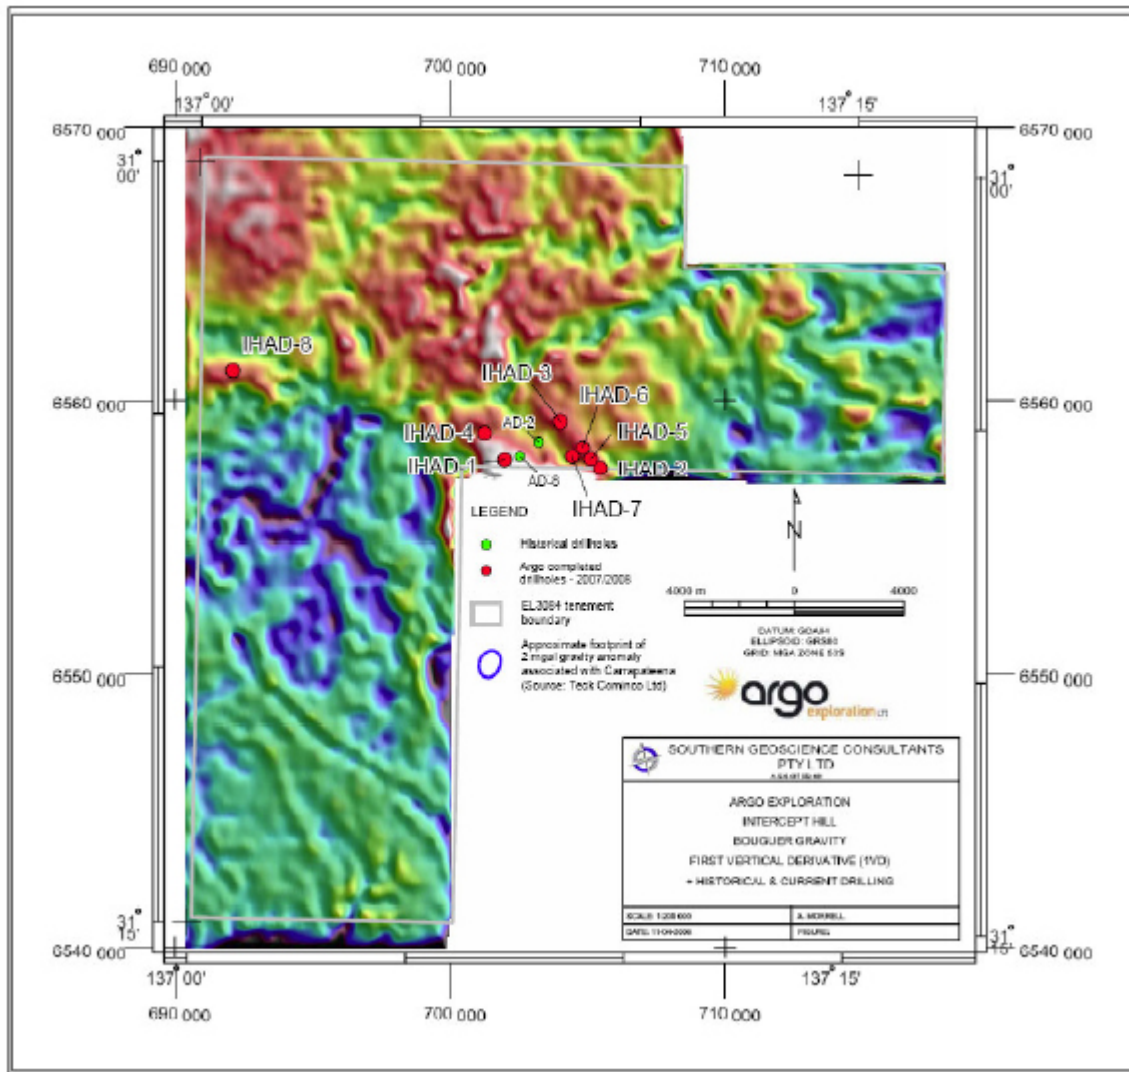 690 000
700 000
710 000
137° 00'
137° 15'
6570 000
6570 000
31° 00'
31° 00'
IHAD-8
IHAD-3
IHAD-6
6560 000
6560 000
AD-2
IHAD-4
IHAD-5
IHAD-1
AD-6
IHAD-2
IHAD-7
LEGEND
Historical drillholes
Argo completed
drillholes - 2007/2008
EL3064 tenement
boundary
Approximate footprint of
2 mgal gravity anomaly
associated with Carrapateena
(Source: Teck Cominco Ltd)
N
4000 m
0
4000
DATUM: GDA94
ELLIPSOID: GRS80
GRID: MGA ZONE 53S
6550 000
6550 000
argo
exploration
SOUTHERN GEOSCIENCE CONSULTANTS
PTY LTD
ARGO EXPLORATION
INTERCEPT HILL
BOUGUER GRAVITY
FIRST VERTICAL DERIVATIVE (1VD)
+ HISTORICAL & CURRENT DRILLING
A. MORRELL
31° 15'
31° 15'
6540 000
6540 000
137° 00'
137° 15'
690 000
700 000
710 000